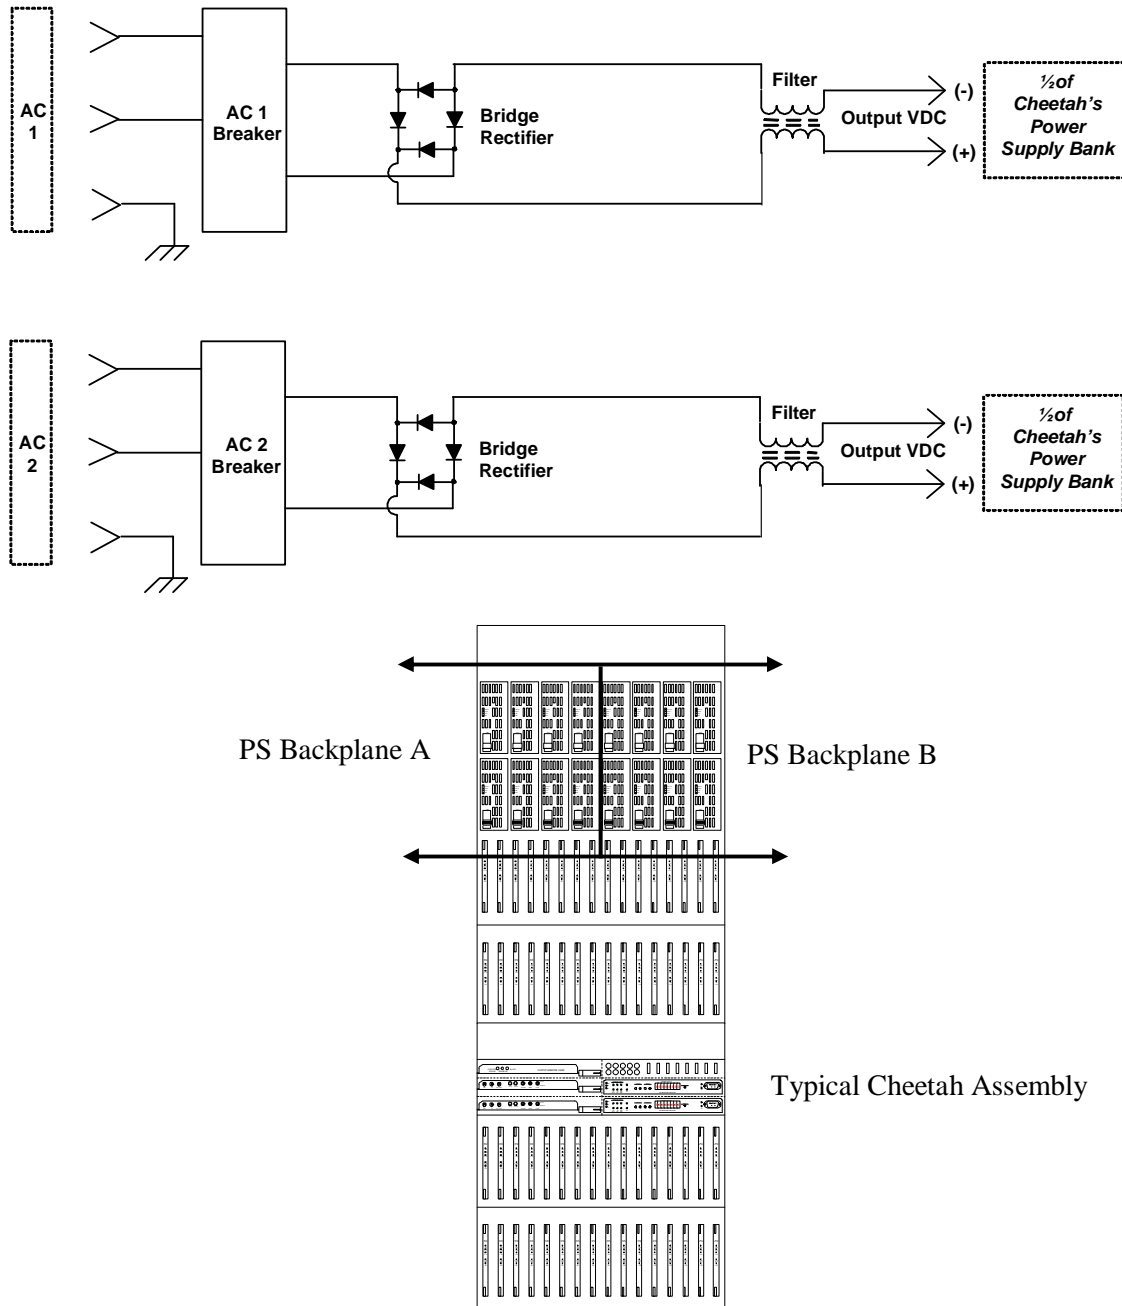 AC
1
AC 1
Breaker
Bridge
Rectifier
Filter
Output VDC
(-)
(+)
½of
Cheetah's
Power
Supply Bank
AC
2
AC 2
Breaker
Bridge
Rectifier
Filter
Output VDC
(-)
(+)
½of
Cheetah's
Power
Supply Bank
PS Backplane A
PS Backplane B
Typical Cheetah Assembly